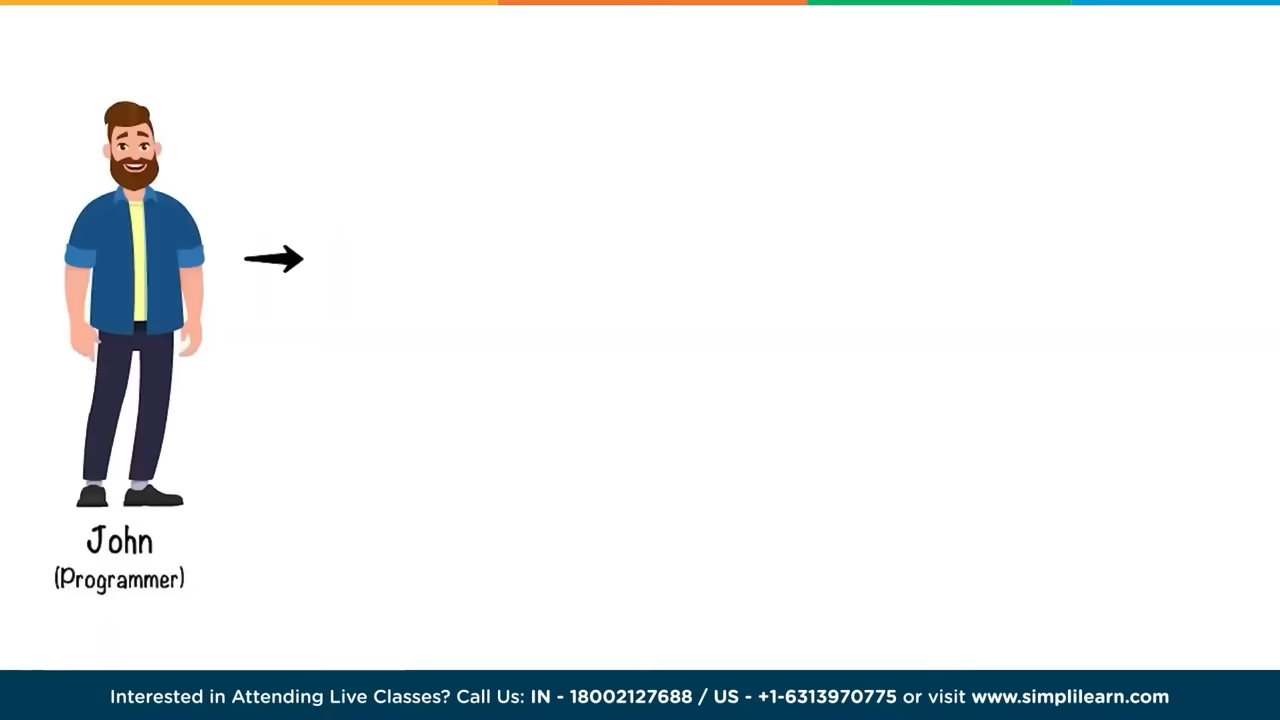 John
(Programmer)
Interested in Attending Live Classes? Call Us: IN - 18002127688 / US - +1-6313970775 or visit www.simplilearn.com